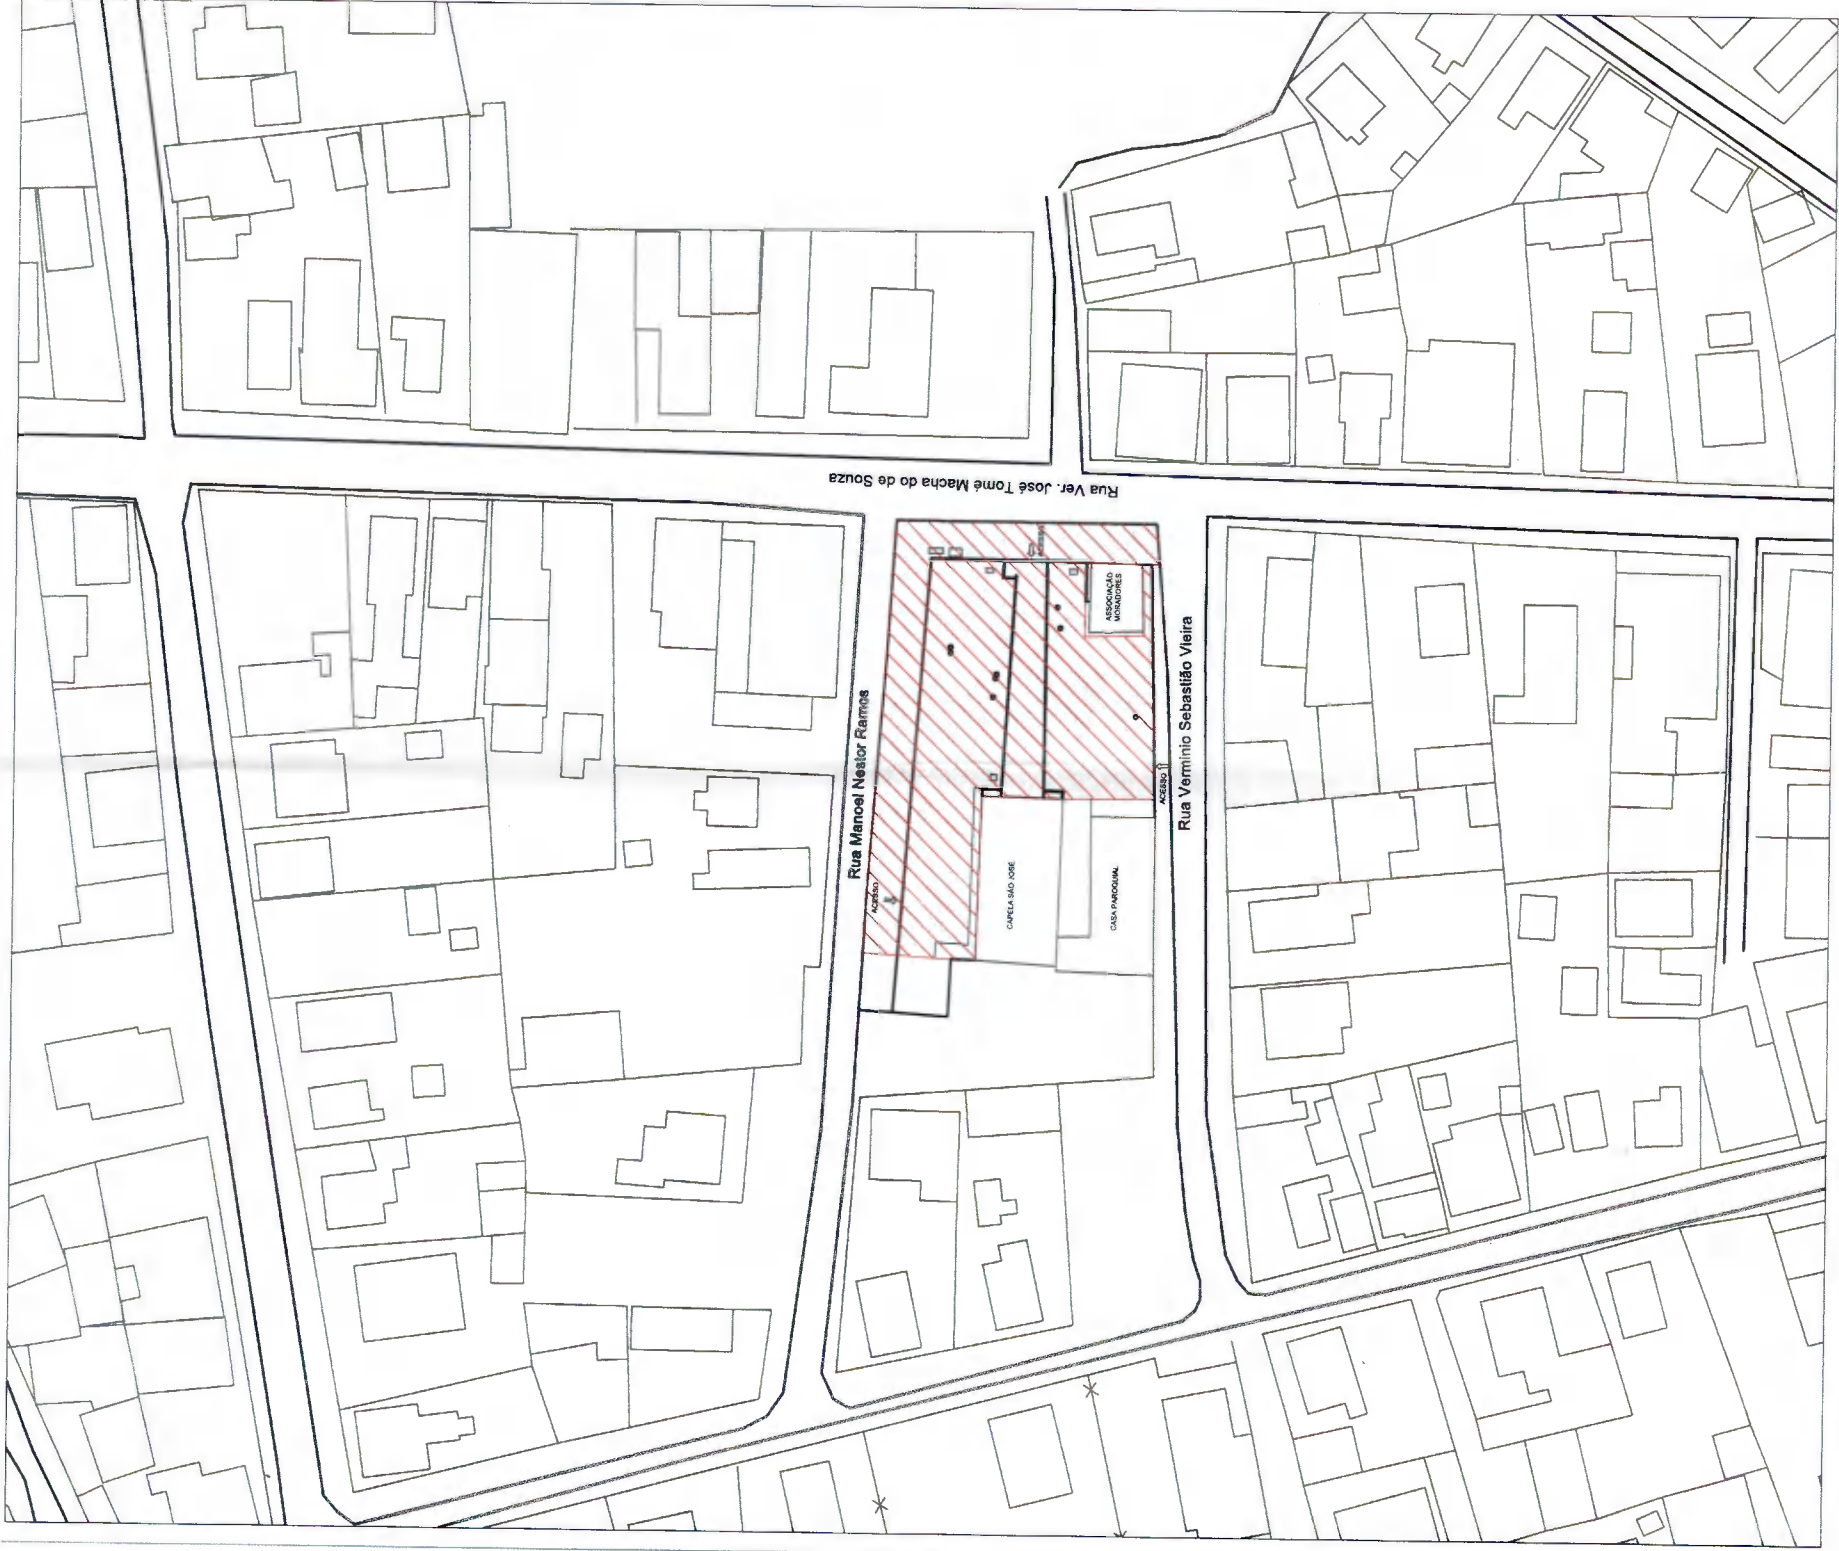 Rua Ver. José Tomé Macha do de Souza
ACESSO
ASSOCIAÇÃO
MORADORES
Rua Manoel Nestor Ramos
Rua Verminio Sebastião Vieira
ACESSO
ACESSO
CAPELA SÃO JOSÉ
CASA PAROQUIAL